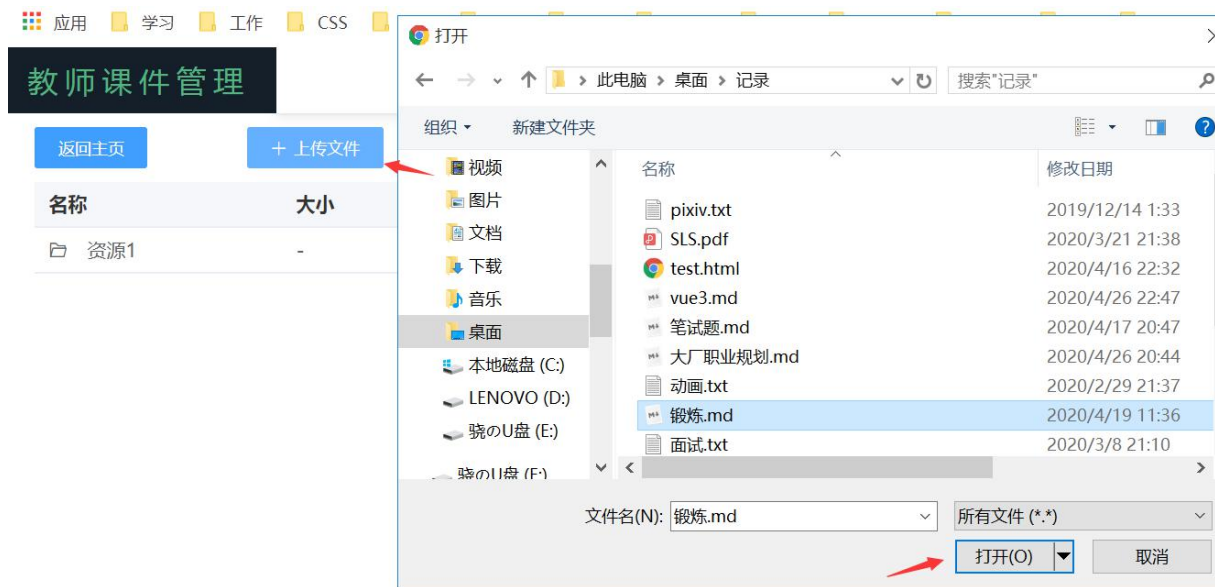 应用 学习 工作 CSS
教师课件管理
返回主页 + 上传文件
名称 大小
资源1 -
打开
此电脑 > 桌面 > 记录
搜索"记录"
组织 新建文件夹
视频
图片
文档
下载
音乐
桌面
本地磁盘 (C:)
LENOVO (D:)
骁のU盘 (E:)
骁のU盘 (E:)
名称 修改日期
pixiv.txt 2019/12/14 1:33
SLS.pdf 2020/3/21 21:38
test.html 2020/4/16 22:32
vue3.md 2020/4/26 22:47
笔试题.md 2020/4/17 20:47
大厂职业规划.md 2020/4/26 20:44
动画.txt 2020/2/29 21:37
锻炼.md 2020/4/19 11:36
面试.txt 2020/3/8 21:10
文件名(N): 锻炼.md 所有文件 (*.*)
打开(O) 取消